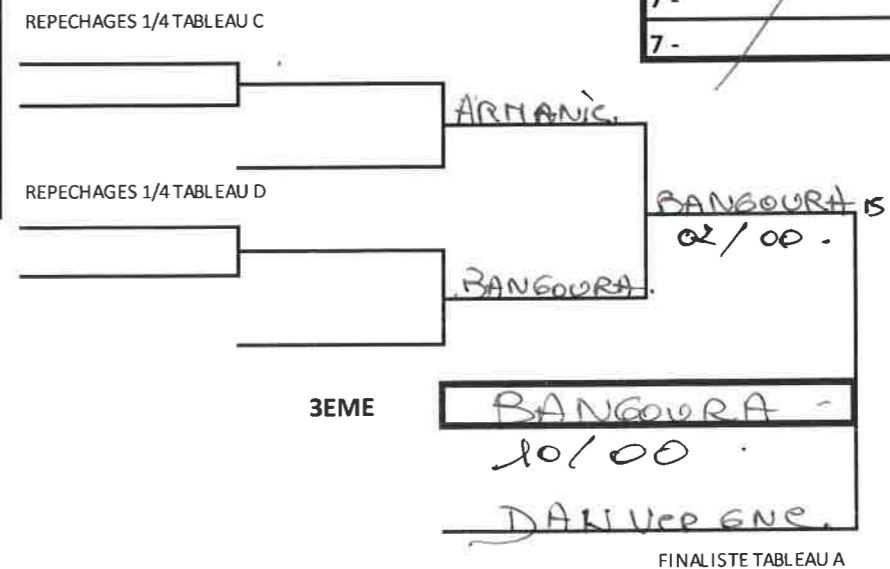 7 -
REPECHAGES 1/4 TABLEAU C
7 -
ARMANIC.
REPECHAGES 1/4 TABLEAU D
BANGOURA 15
02/00.
BANGOURA.
3EME
BANGOURA -
10/00.
FINALISTE TABLEAU A